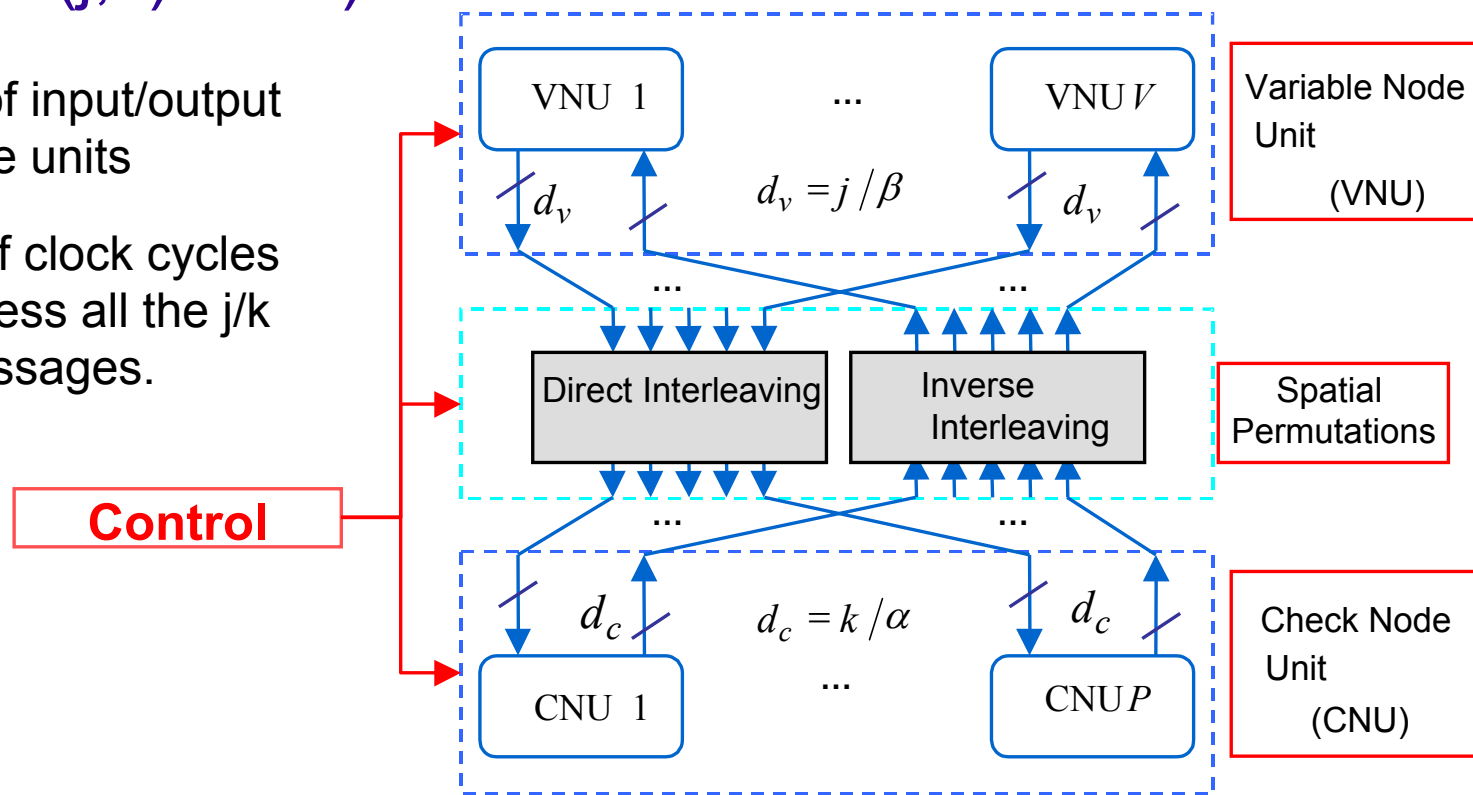 of input/output
e units
f clock cycles
ess all the j/k
ssages.
Control
VNU 1
...
VNU V
d_v
d_v = j/β
d_v
...
...
Direct Interleaving
Inverse
Interleaving
...
...
d_c
d_c = k/α
d_c
CNU 1
...
CNU P
Variable Node
Unit
(VNU)
Spatial
Permutations
Check Node
Unit
(CNU)